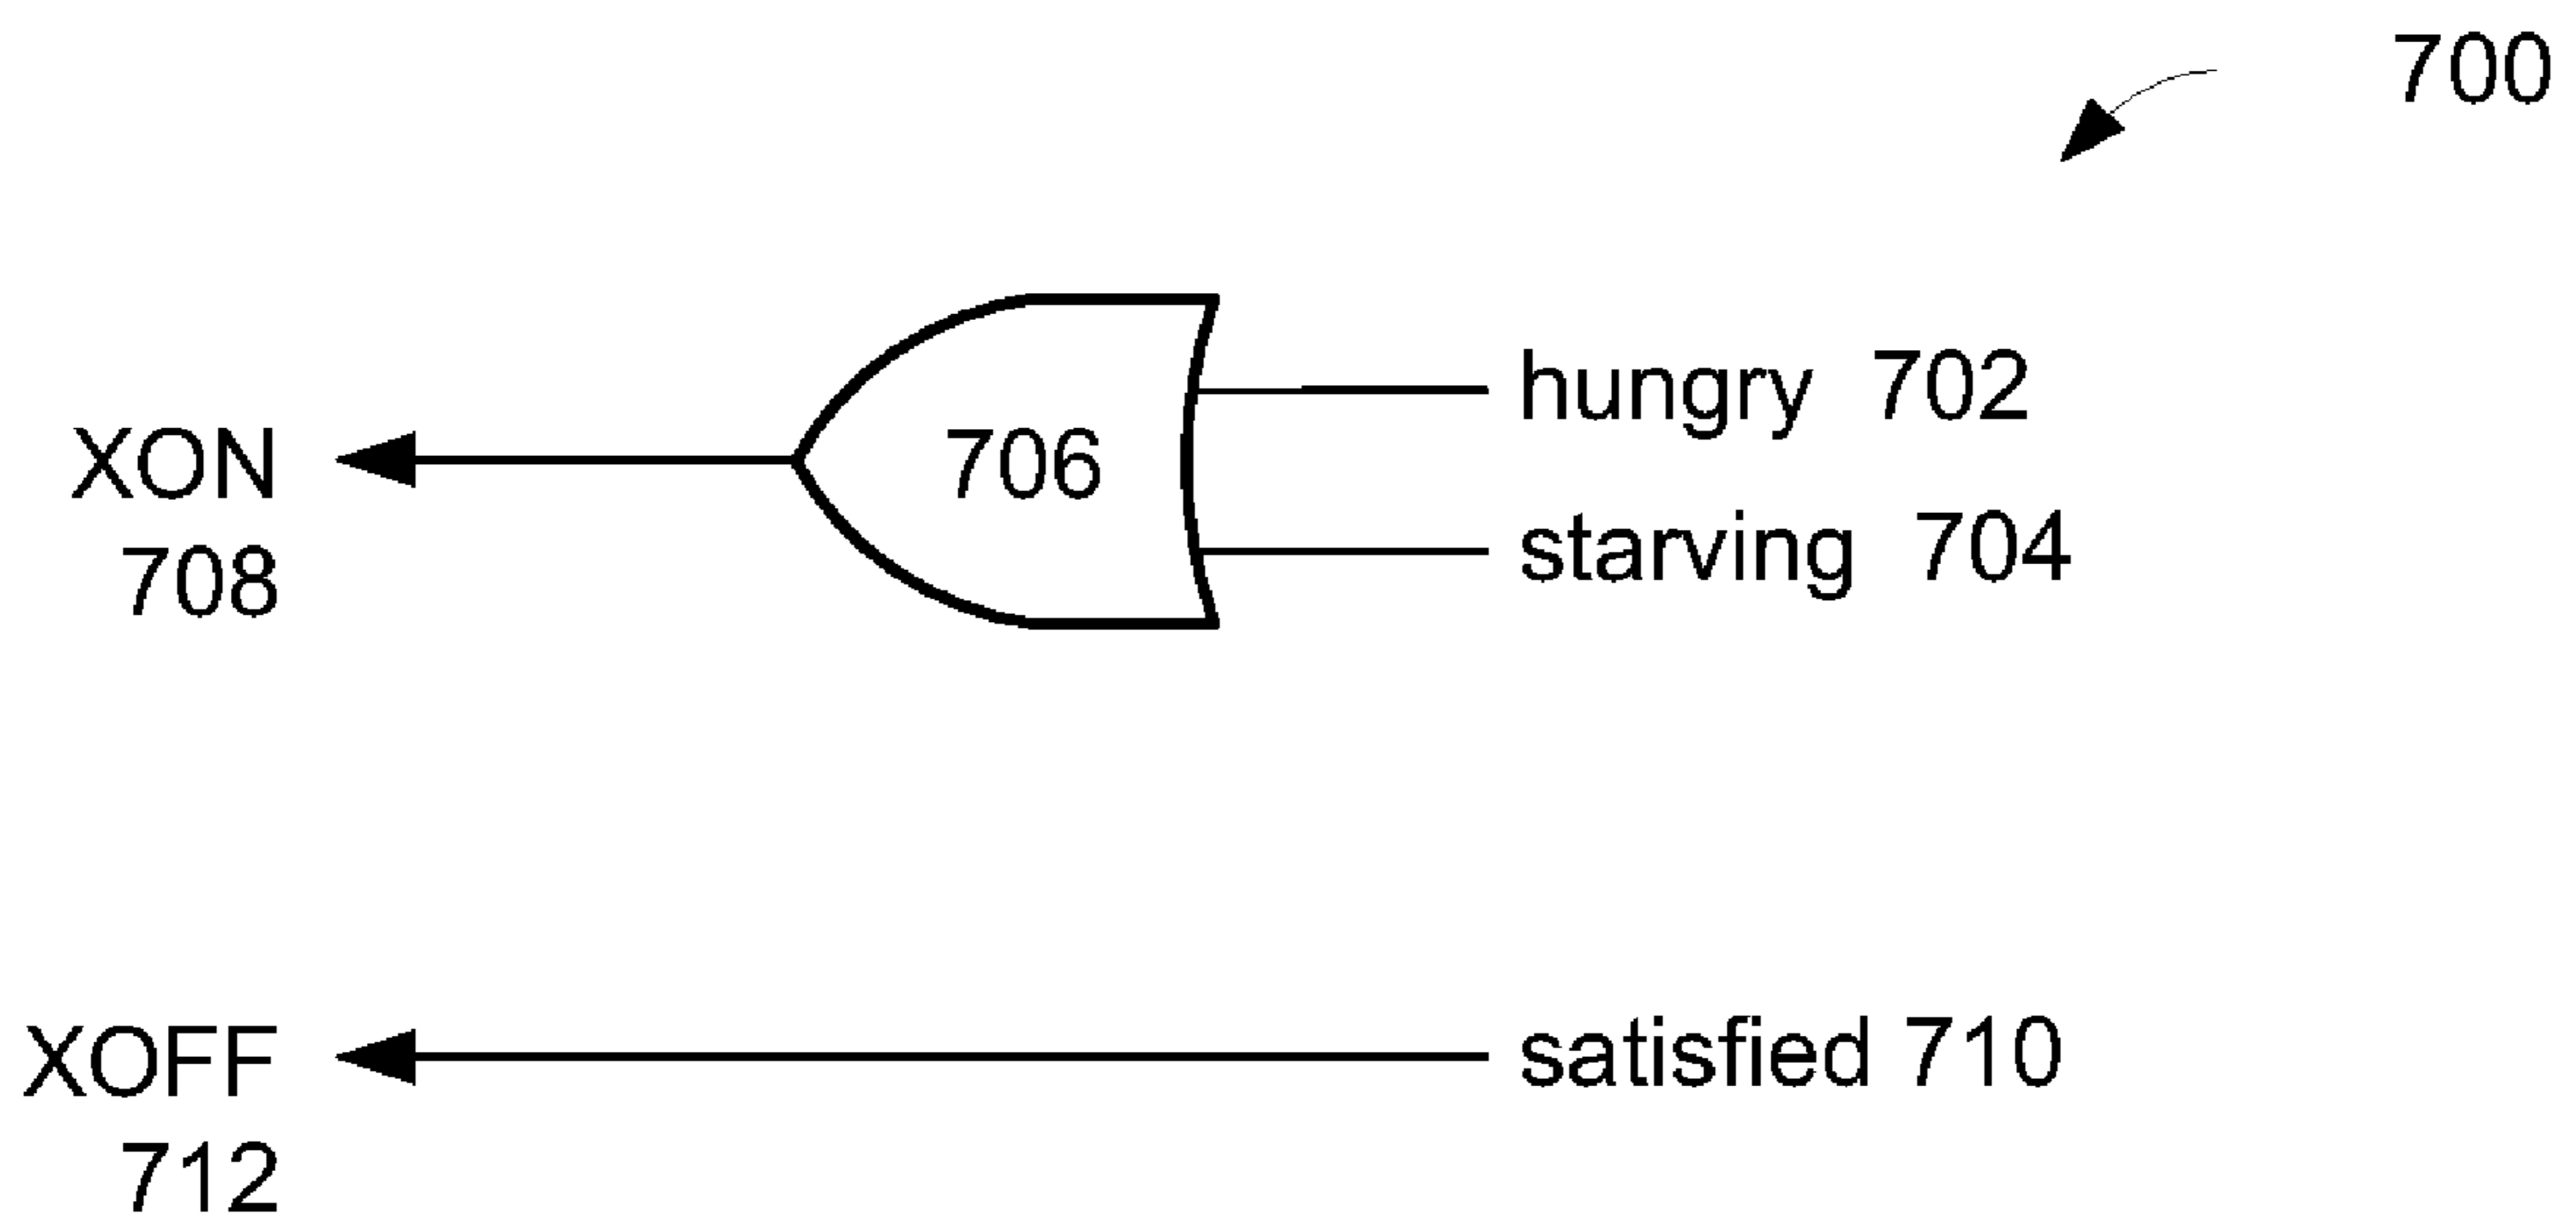 700
hungry 702
XON
706
starving 704
708
XOFF
satisfied 710
712